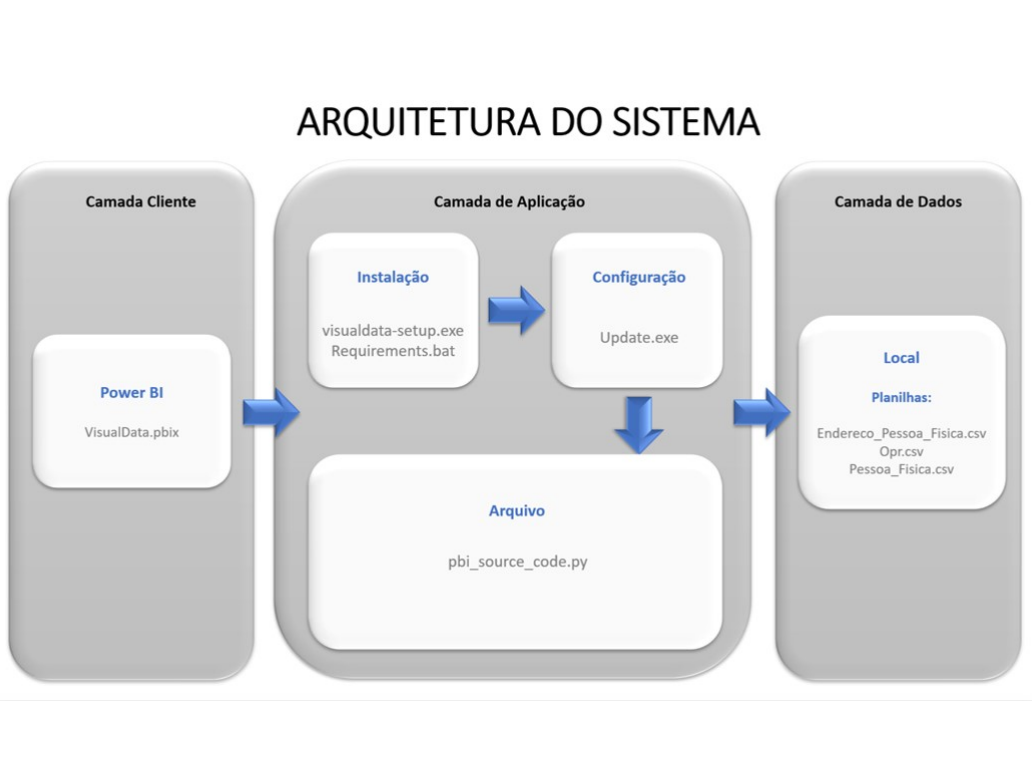 ARQUITETURA DO SISTEMA
Camada Cliente
Power BI
VisualData.pbix
Camada de Aplicação
Instalação
visualdata-setup.exe
Requirements.bat
Configuração
Update.exe
Arquivo
pbi_source_code.py
Camada de Dados
Local
Planilhas:
Endereco_Pessoa_Fisica.csv
Opr.csv
Pessoa_Fisica.csv